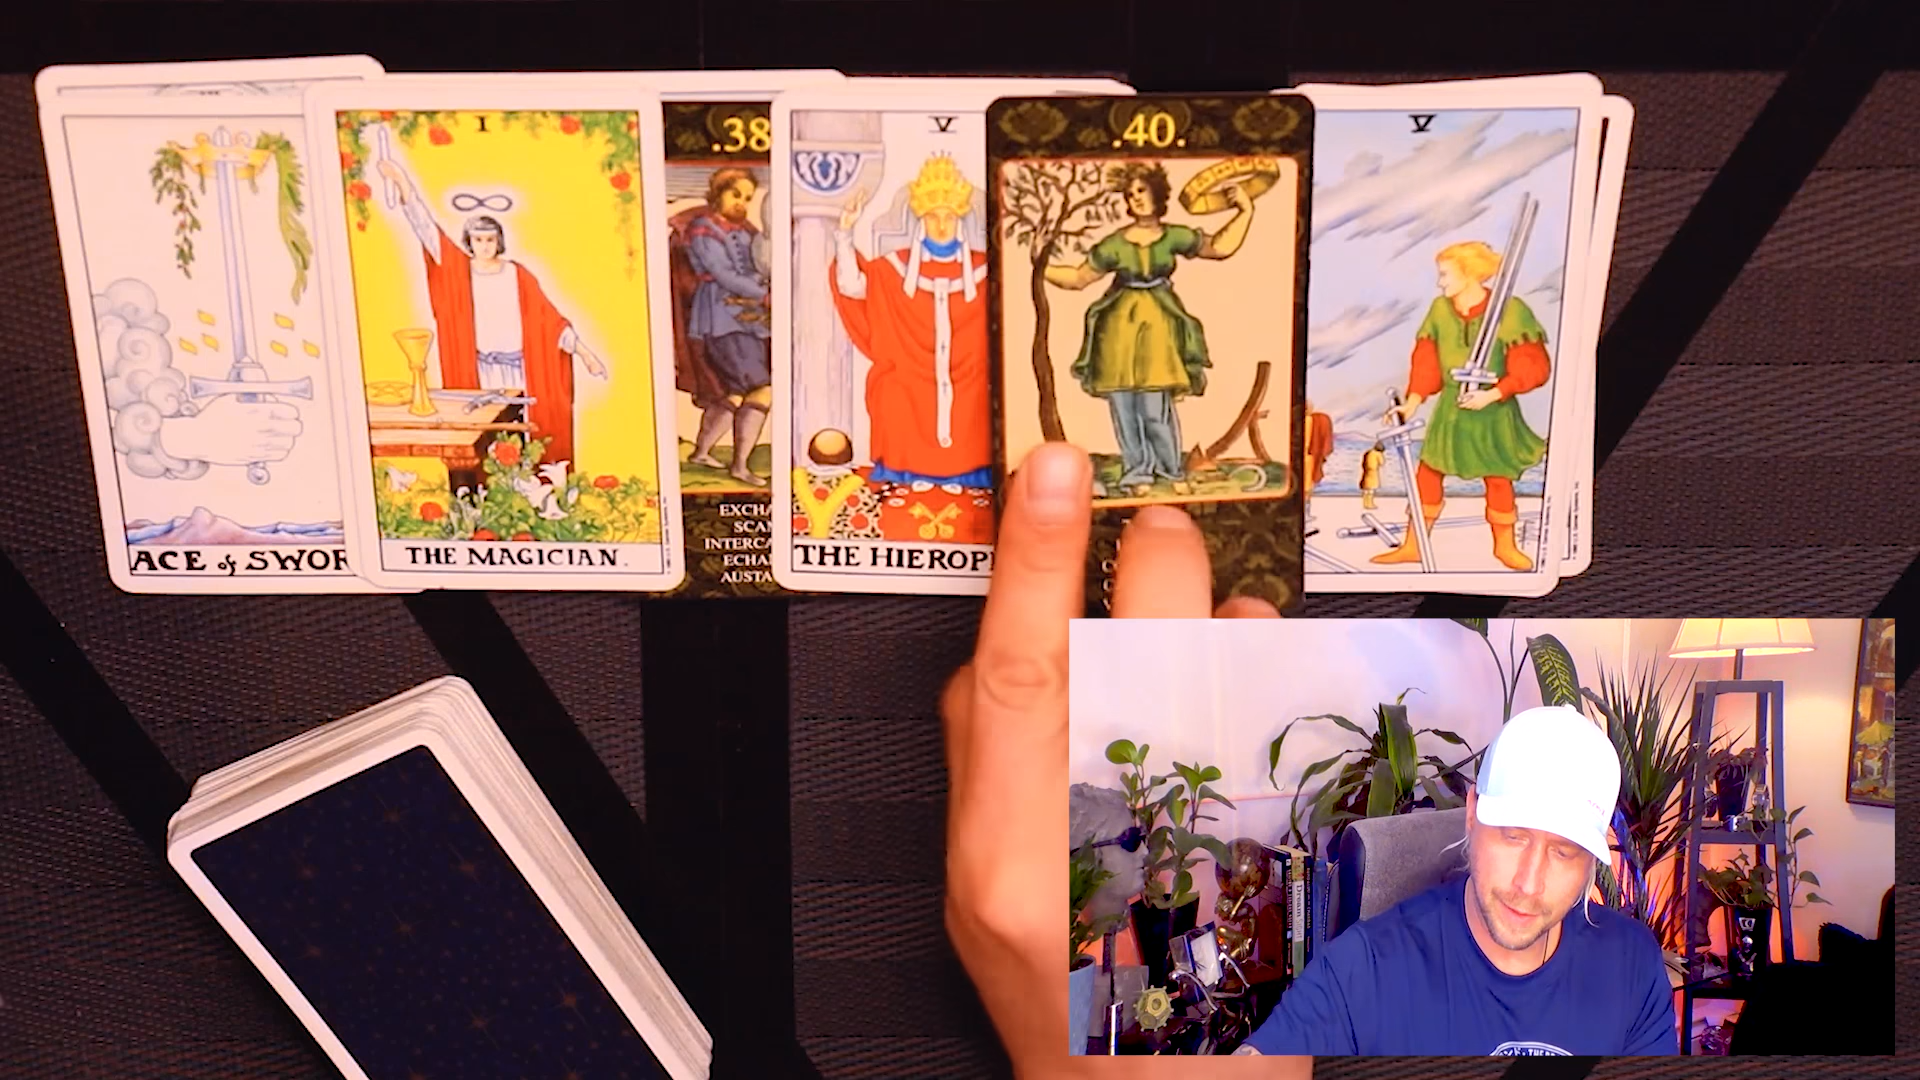 I
.38
V
.40.
V
ACE of SWOR
THE MAGICIAN.
EXCHA
SCAN
INTERCA
ECHA
AUSTA
THE HIEROP